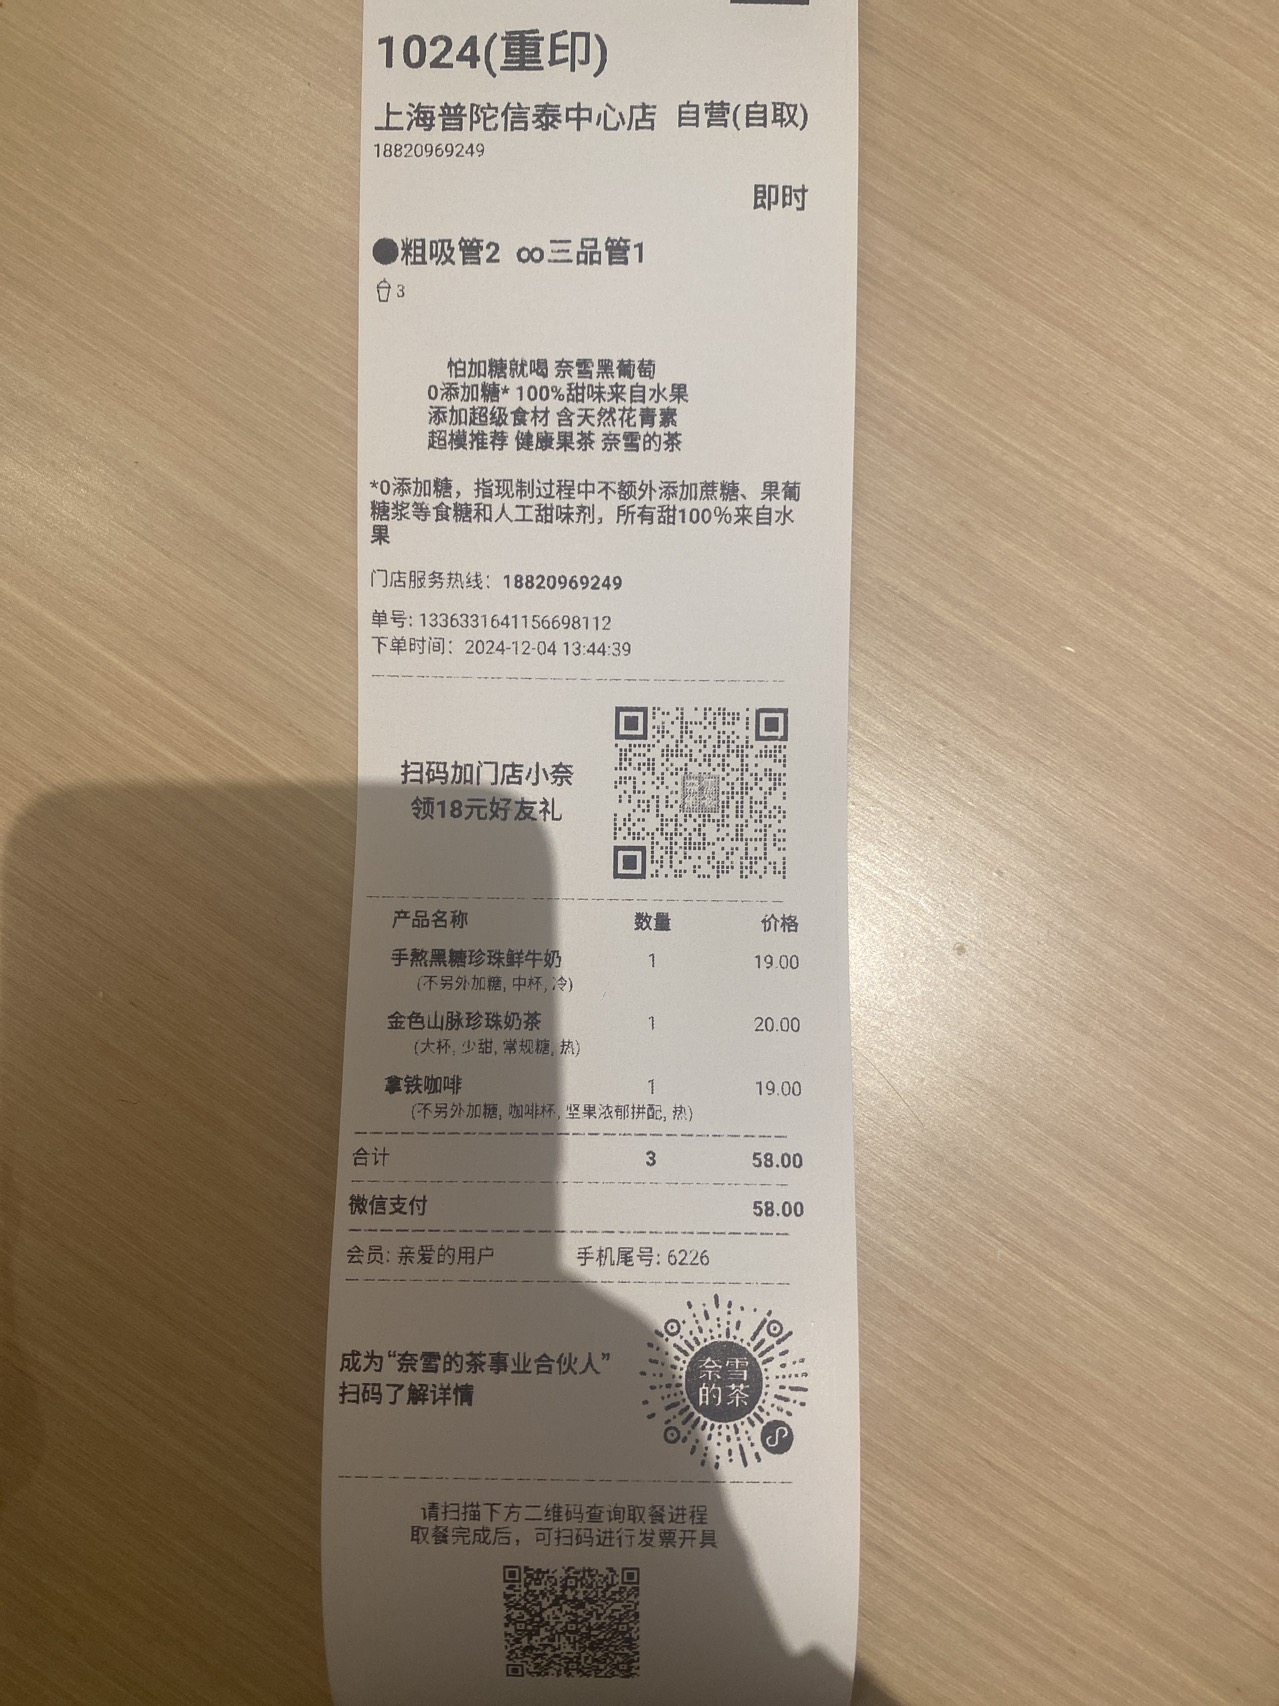 1024(重印)
上海普陀信泰中心店 自营(自取)
18820969249
即时
●粗吸管2 ∞三品管1
3
怕加糖就喝 奈雪黑葡萄
0添加糖* 100%甜味来自水果
添加超级食材 含天然花青素
超模推荐 健康果茶 奈雪的茶
*0添加糖，指现制过程中不额外添加蔗糖、果葡
糖浆等食糖和人工甜味剂，所有甜100%来自水
果
门店服务热线：18820969249
单号: 1336331641156698112
下单时间：2024-12-04 13:44:39
扫码加门店小奈
领18元好友礼
产品名称 数量 价格
手熬黑糖珍珠鲜牛奶 1 19.00
(不另外加糖, 中杯, 冷)
金色山脉珍珠奶茶 1 20.00
(大杯, 少甜, 常规糖, 热)
拿铁咖啡 1 19.00
(不另外加糖, 咖啡杯, 坚果浓郁拼配, 热)
合计 3 58.00
微信支付 58.00
会员: 亲爱的用户 手机尾号: 6226
成为“奈雪的茶事业合伙人”
扫码了解详情
奈雪
的茶
请扫描下方二维码查询取餐进程
取餐完成后，可扫码进行发票开具